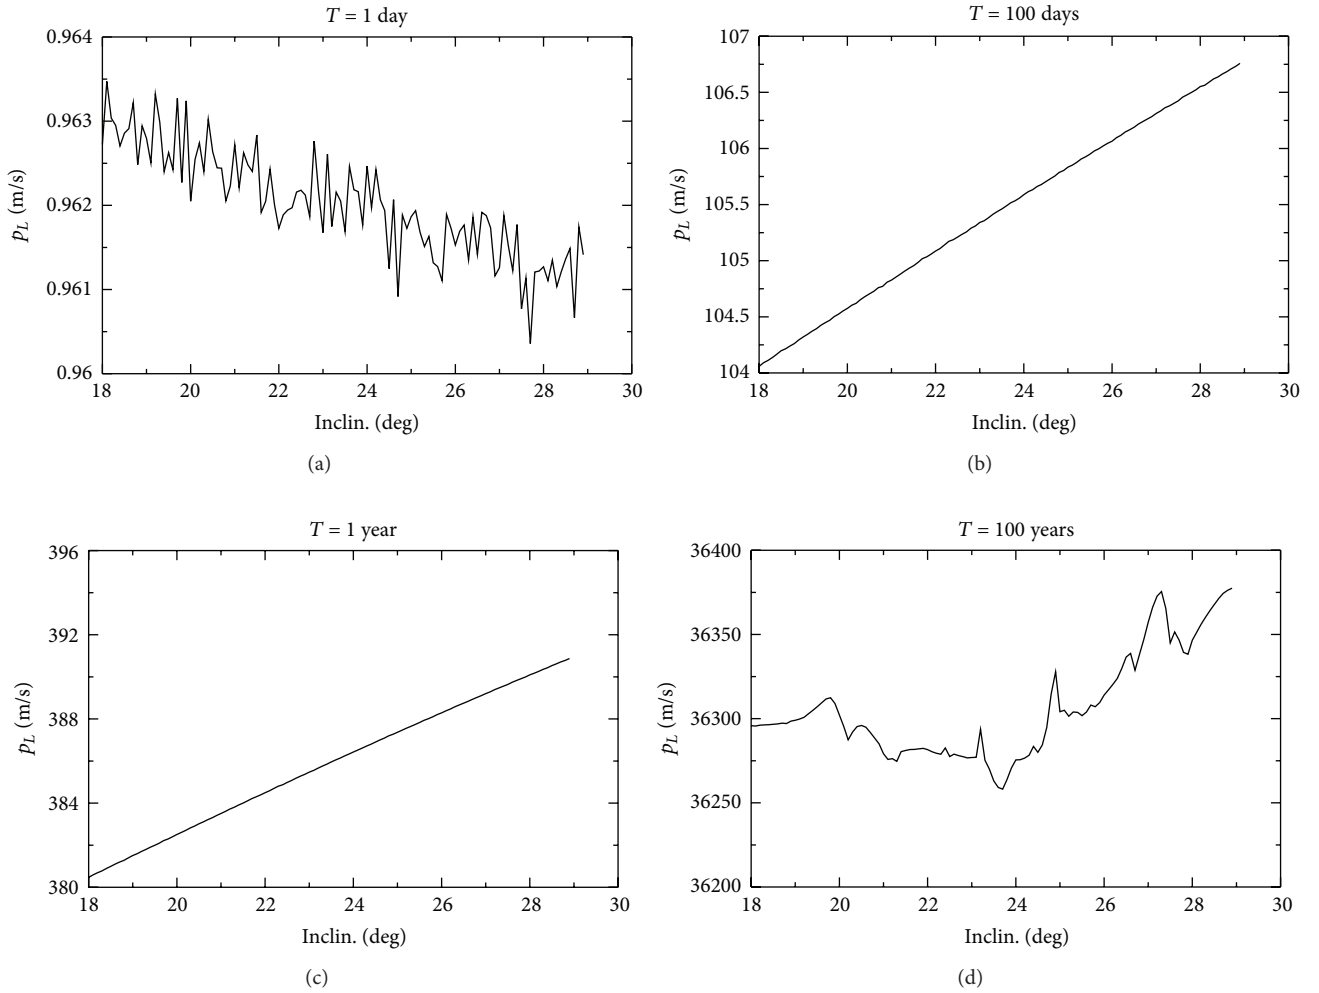 T = 1 day
0.964
0.963
0.962
0.961
0.96
p_L (m/s)
18 20 22 24 26 28 30
Inclin. (deg)
(a)
T = 100 days
107
106.5
106
105.5
105
104.5
104
p_L (m/s)
18 20 22 24 26 28 30
Inclin. (deg)
(b)
T = 1 year
396
392
388
384
380
p_L (m/s)
18 20 22 24 26 28 30
Inclin. (deg)
(c)
T = 100 years
36400
36350
36300
36250
36200
p_L (m/s)
18 20 22 24 26 28 30
Inclin. (deg)
(d)